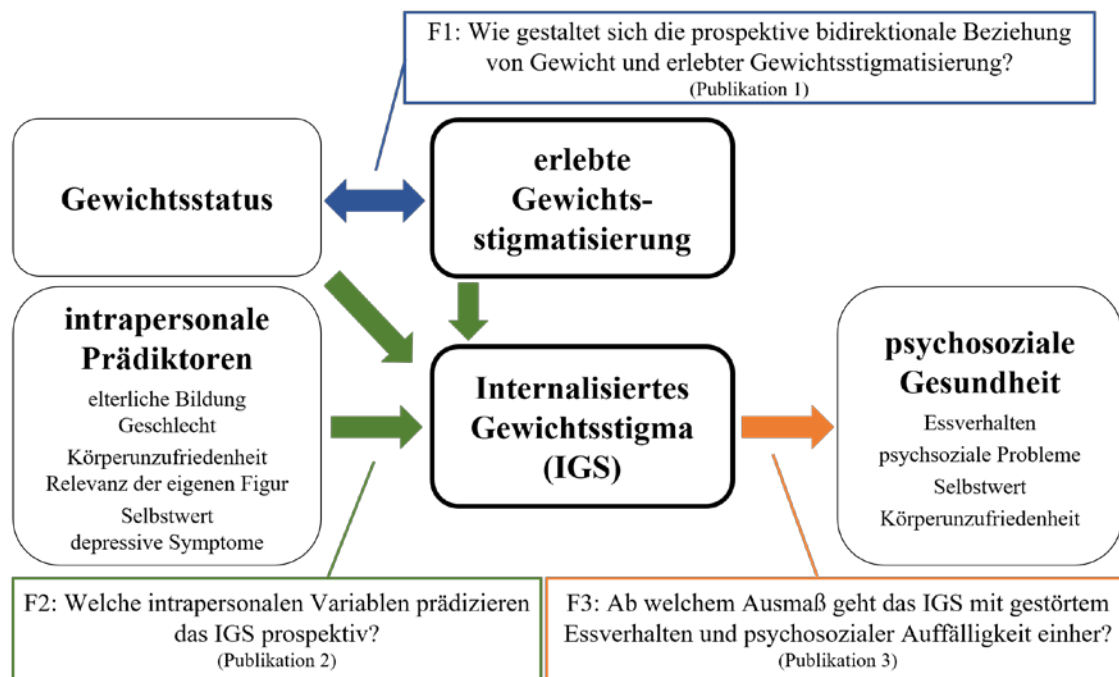 F1: Wie gestaltet sich die prospektive bidirektionale Beziehung
von Gewicht und erlebter Gewichtsstigmatisierung?
(Publikation 1)
Gewichtsstatus
erlebte
Gewichts-
stigmatisierung
intrapersonale
Prädiktoren
elterliche Bildung
Geschlecht
Körperunzufriedenheit
Relevanz der eigenen Figur
Selbstwert
depressive Symptome
Internalisiertes
Gewichtsstigma
(IGS)
psychosoziale
Gesundheit
Essverhalten
psychsoziale Probleme
Selbstwert
Körperunzufriedenheit
F2: Welche intrapersonalen Variablen prädizieren
das IGS prospektiv?
(Publikation 2)
F3: Ab welchem Ausmaß geht das IGS mit gestörtem
Essverhalten und psychosozialer Auffälligkeit einher?
(Publikation 3)